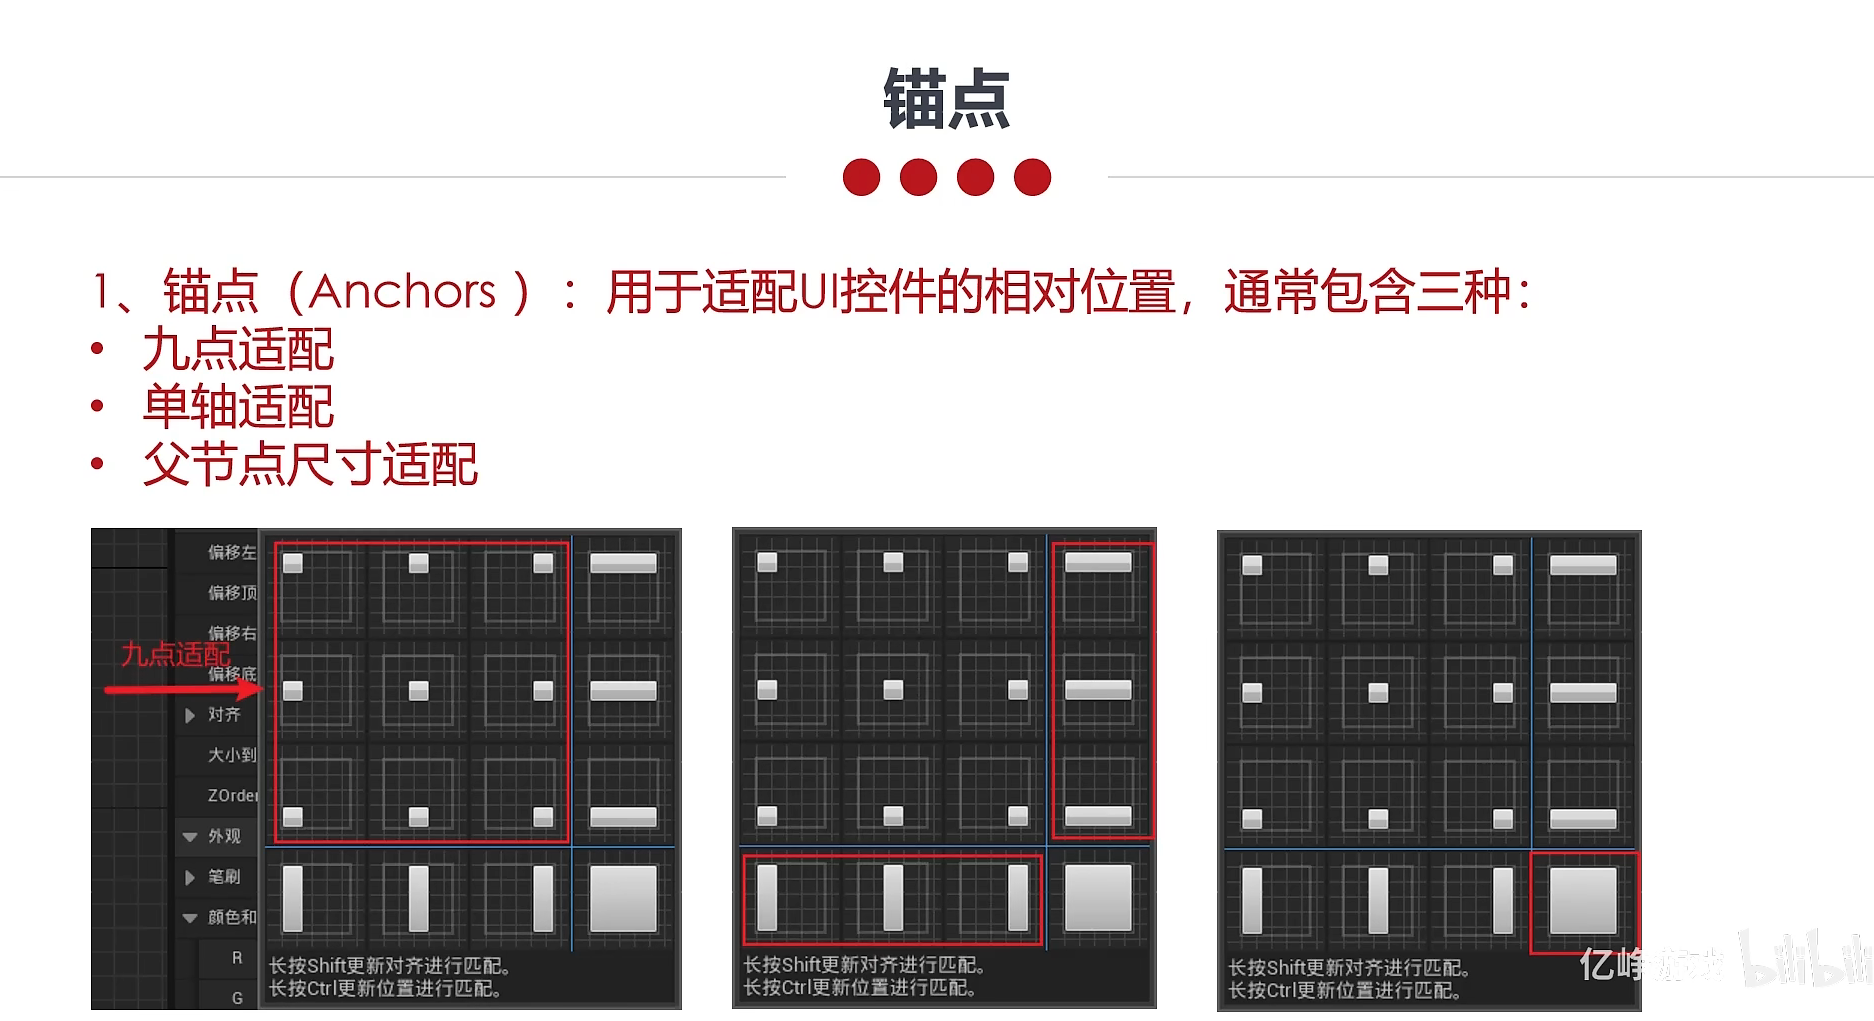 锚点
1、锚点（Anchors ）：用于适配UI控件的相对位置，通常包含三种：
• 九点适配
• 单轴适配
• 父节点尺寸适配
偏移左
偏移顶
偏移右
九点适配
偏移底
对齐
大小到
ZOrder
外观
笔刷
颜色和
R
G
长按Shift更新对齐进行匹配。
长按Ctrl更新位置进行匹配。
长按Shift更新对齐进行匹配。
长按Ctrl更新位置进行匹配。
长按Shift更新对齐进行匹配。
长按Ctrl更新位置进行匹配。
亿峥游戏
bilibili